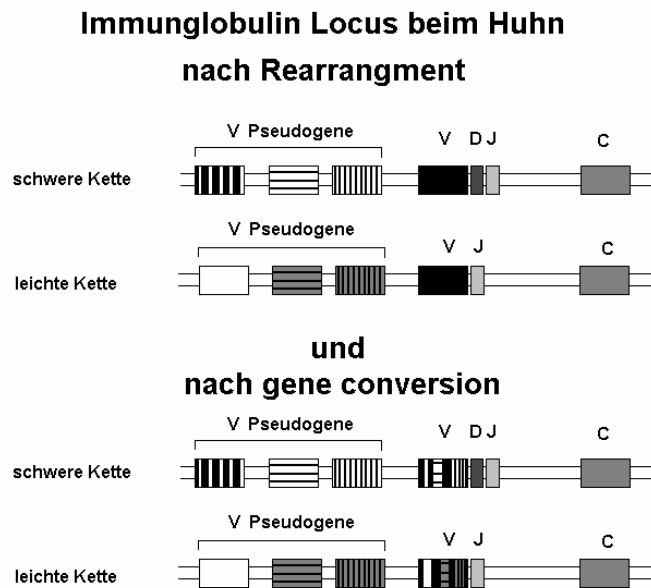 Immunglobulin Locus beim Huhn
nach Rearrangment
V Pseudogene V D J C
schwere Kette
V Pseudogene V J C
leichte Kette
und
nach gene conversion
V Pseudogene V D J C
schwere Kette
V Pseudogene V J C
leichte Kette